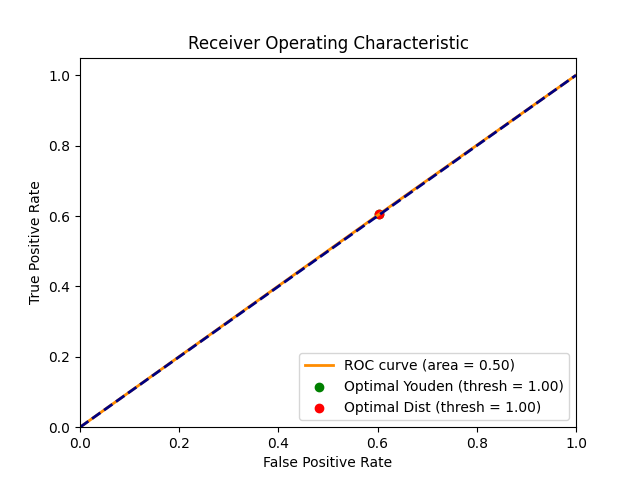 Receiver Operating Characteristic
True Positive Rate
1.0
0.8
0.6
0.4
0.2
0.0
ROC curve (area = 0.50)
Optimal Youden (thresh = 1.00)
Optimal Dist (thresh = 1.00)
0.0 0.2 0.4 0.6 0.8 1.0
False Positive Rate